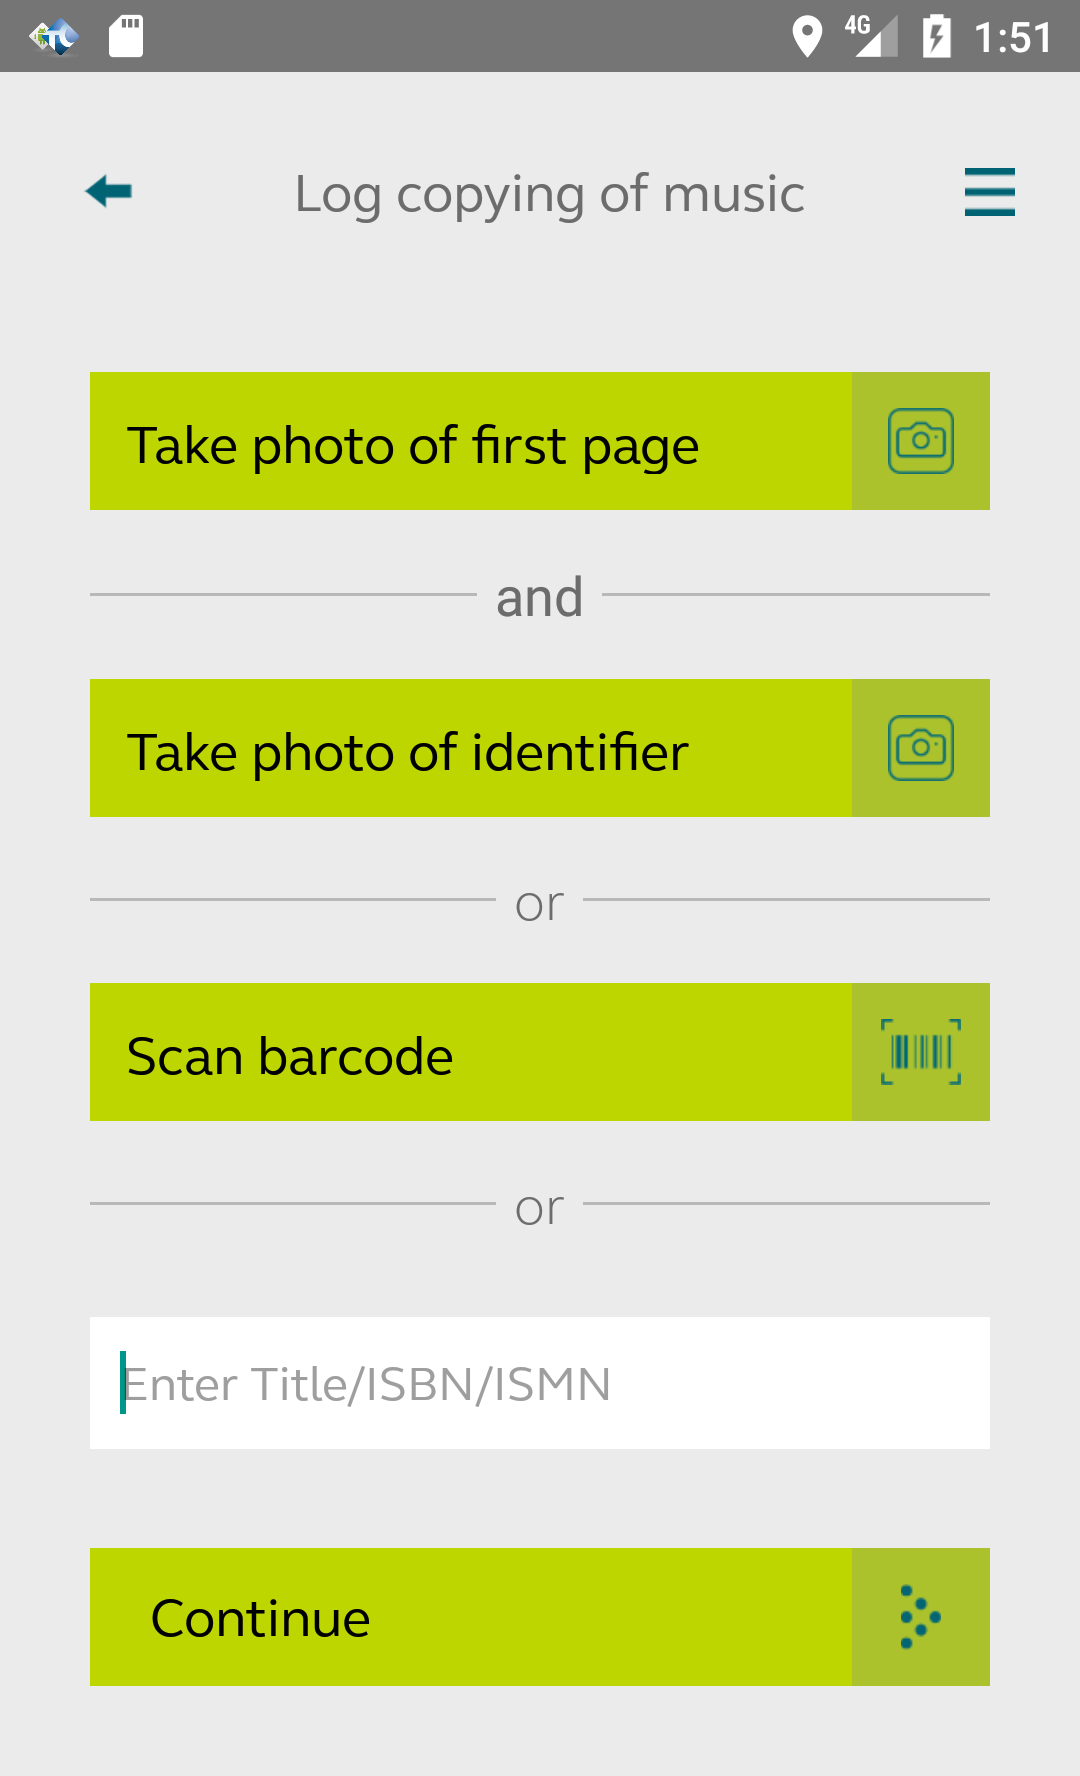 4G 1:51
Log copying of music
Take photo of first page
and
Take photo of identifier
or
Scan barcode
or
Enter Title/ISBN/ISMN
Continue